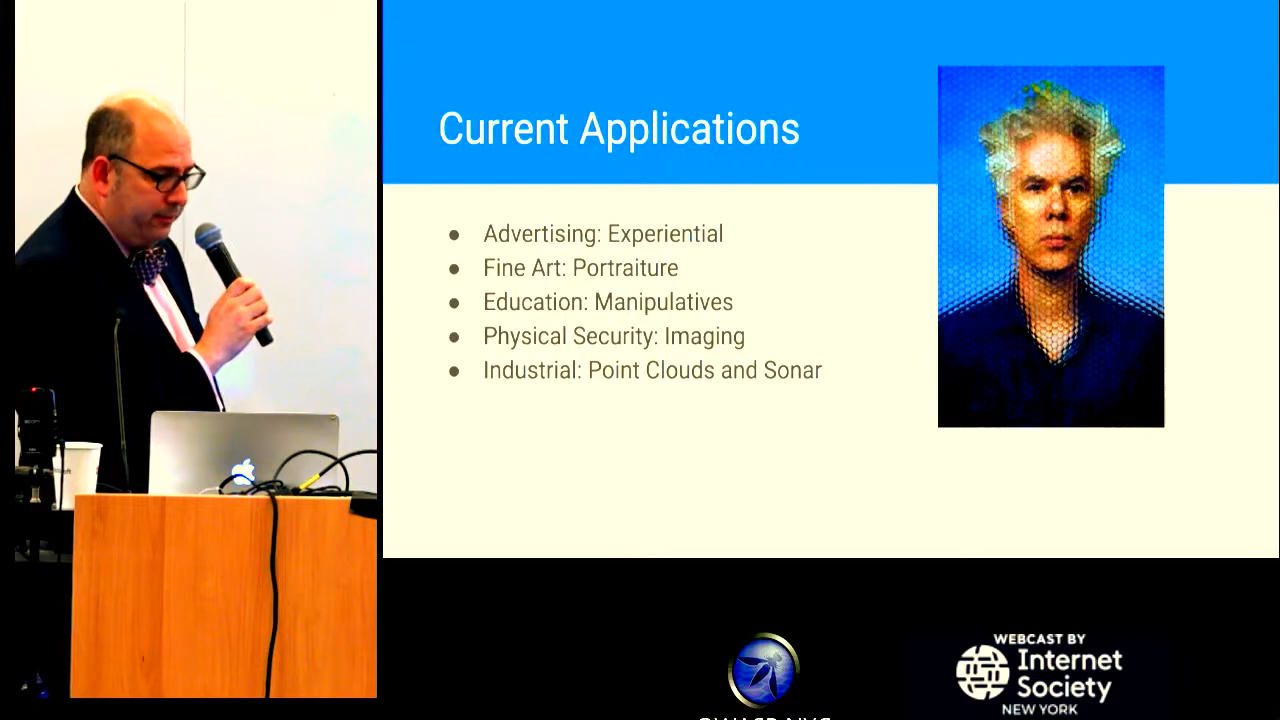 Current Applications
Advertising: Experiential
Fine Art: Portraiture
Education: Manipulatives
Physical Security: Imaging
Industrial: Point Clouds and Sonar
WEBCAST BY
Internet
Society
NEW YORK